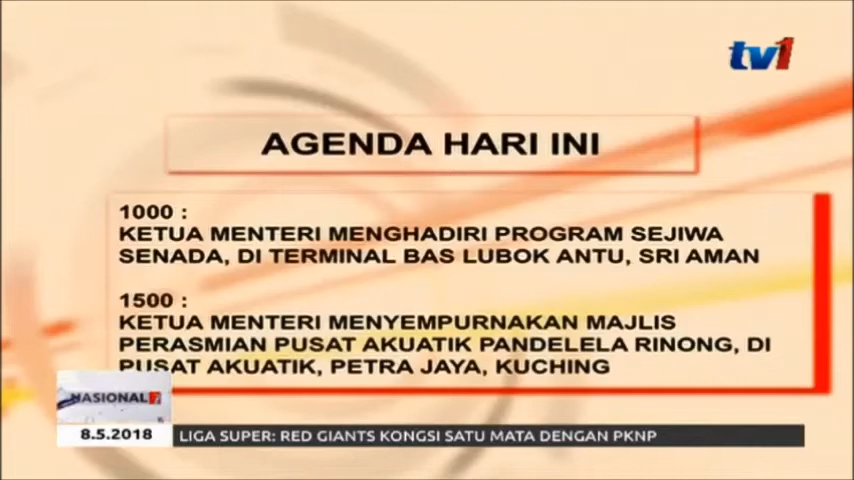 tv1
AGENDA HARI INI
1000 :
KETUA MENTERI MENGHADIRI PROGRAM SEJIWA
SENADA, DI TERMINAL BAS LUBOK ANTU, SRI AMAN
1500 :
KETUA MENTERI MENYEMPURNAKAN MAJLIS
PERASMIAN PUSAT AKUATIK PANDELELA RINONG, DI
PUSAT AKUATIK, PETRA JAYA, KUCHING
NASIONAL
8.5.2018
LIGA SUPER: RED GIANTS KONGSI SATU MATA DENGAN PKNP